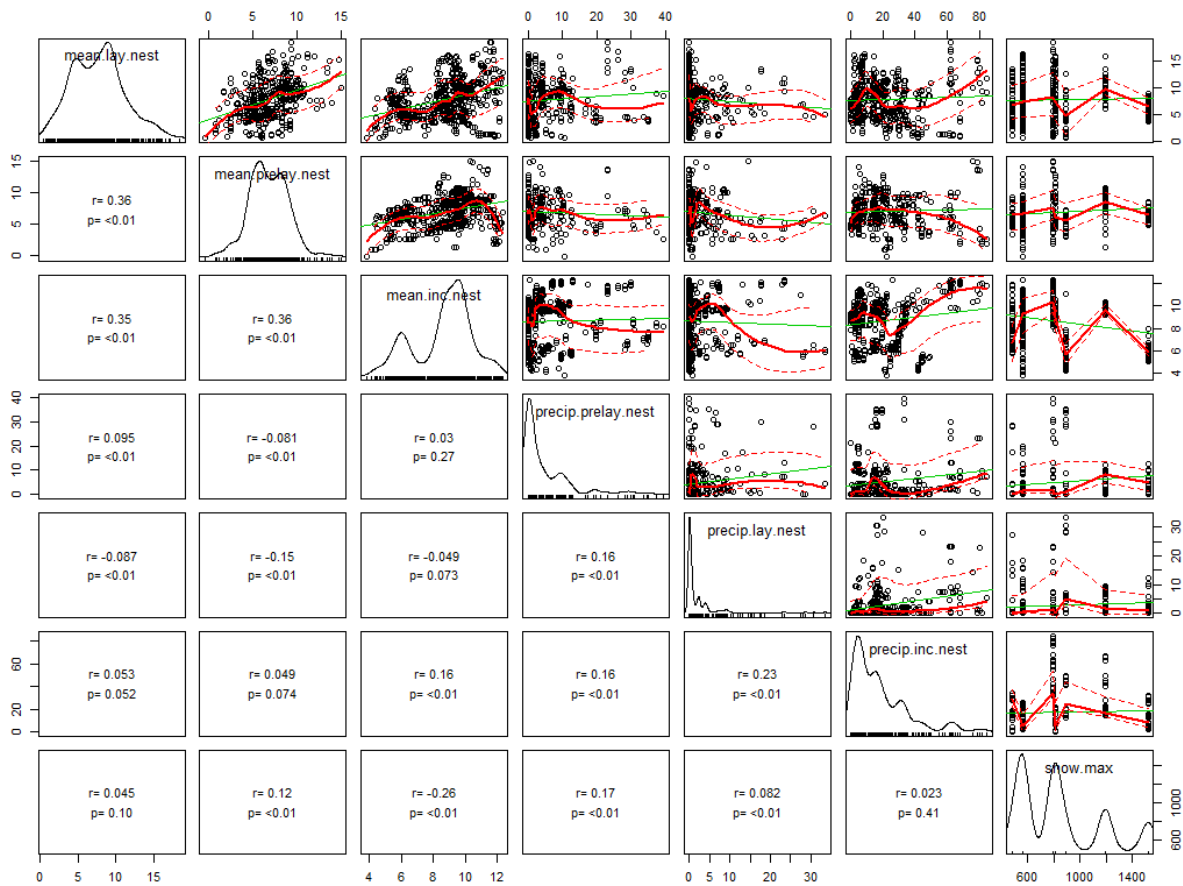 0 5 10 15
0 10 20 30 40
0 20 40 60 80
mean.lay.nest
0 5 10 15
0 5 10 15
r= 0.36
p= <0.01
mean.prelay.nest
r= 0.35
p= <0.01
r= 0.36
p= <0.01
mean.inc.nest
4 6 8 10
0 10 20 30 40
r= 0.095
p= <0.01
r= -0.081
p= <0.01
r= 0.03
p= 0.27
precip.prelay.nest
r= -0.087
p= <0.01
r= -0.15
p= <0.01
r= -0.049
p= 0.073
r= 0.16
p= <0.01
precip.lay.nest
0 5 10 20 30
0 20 60
r= 0.053
p= 0.052
r= 0.049
p= 0.074
r= 0.16
p= <0.01
r= 0.16
p= <0.01
r= 0.23
p= <0.01
precip.inc.nest
r= 0.045
p= 0.10
r= 0.12
p= <0.01
r= -0.26
p= <0.01
r= 0.17
p= <0.01
r= 0.082
p= <0.01
r= 0.023
p= 0.41
snow.max
600 1000 1400
0 5 10 15
4 6 8 10 12
0 5 10 20 30
600 1000 1400